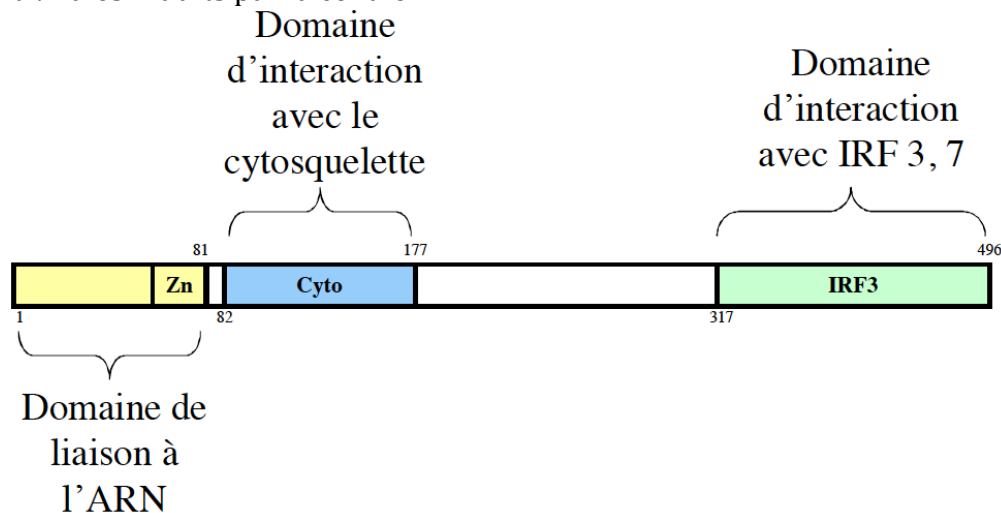 Domaine
d'interaction
avec le
cytosquelette
Domaine
d'interaction
avec IRF 3, 7
81
177
496
Zn
Cyto
IRF3
1
82
317
Domaine de
liaison à
l'ARN